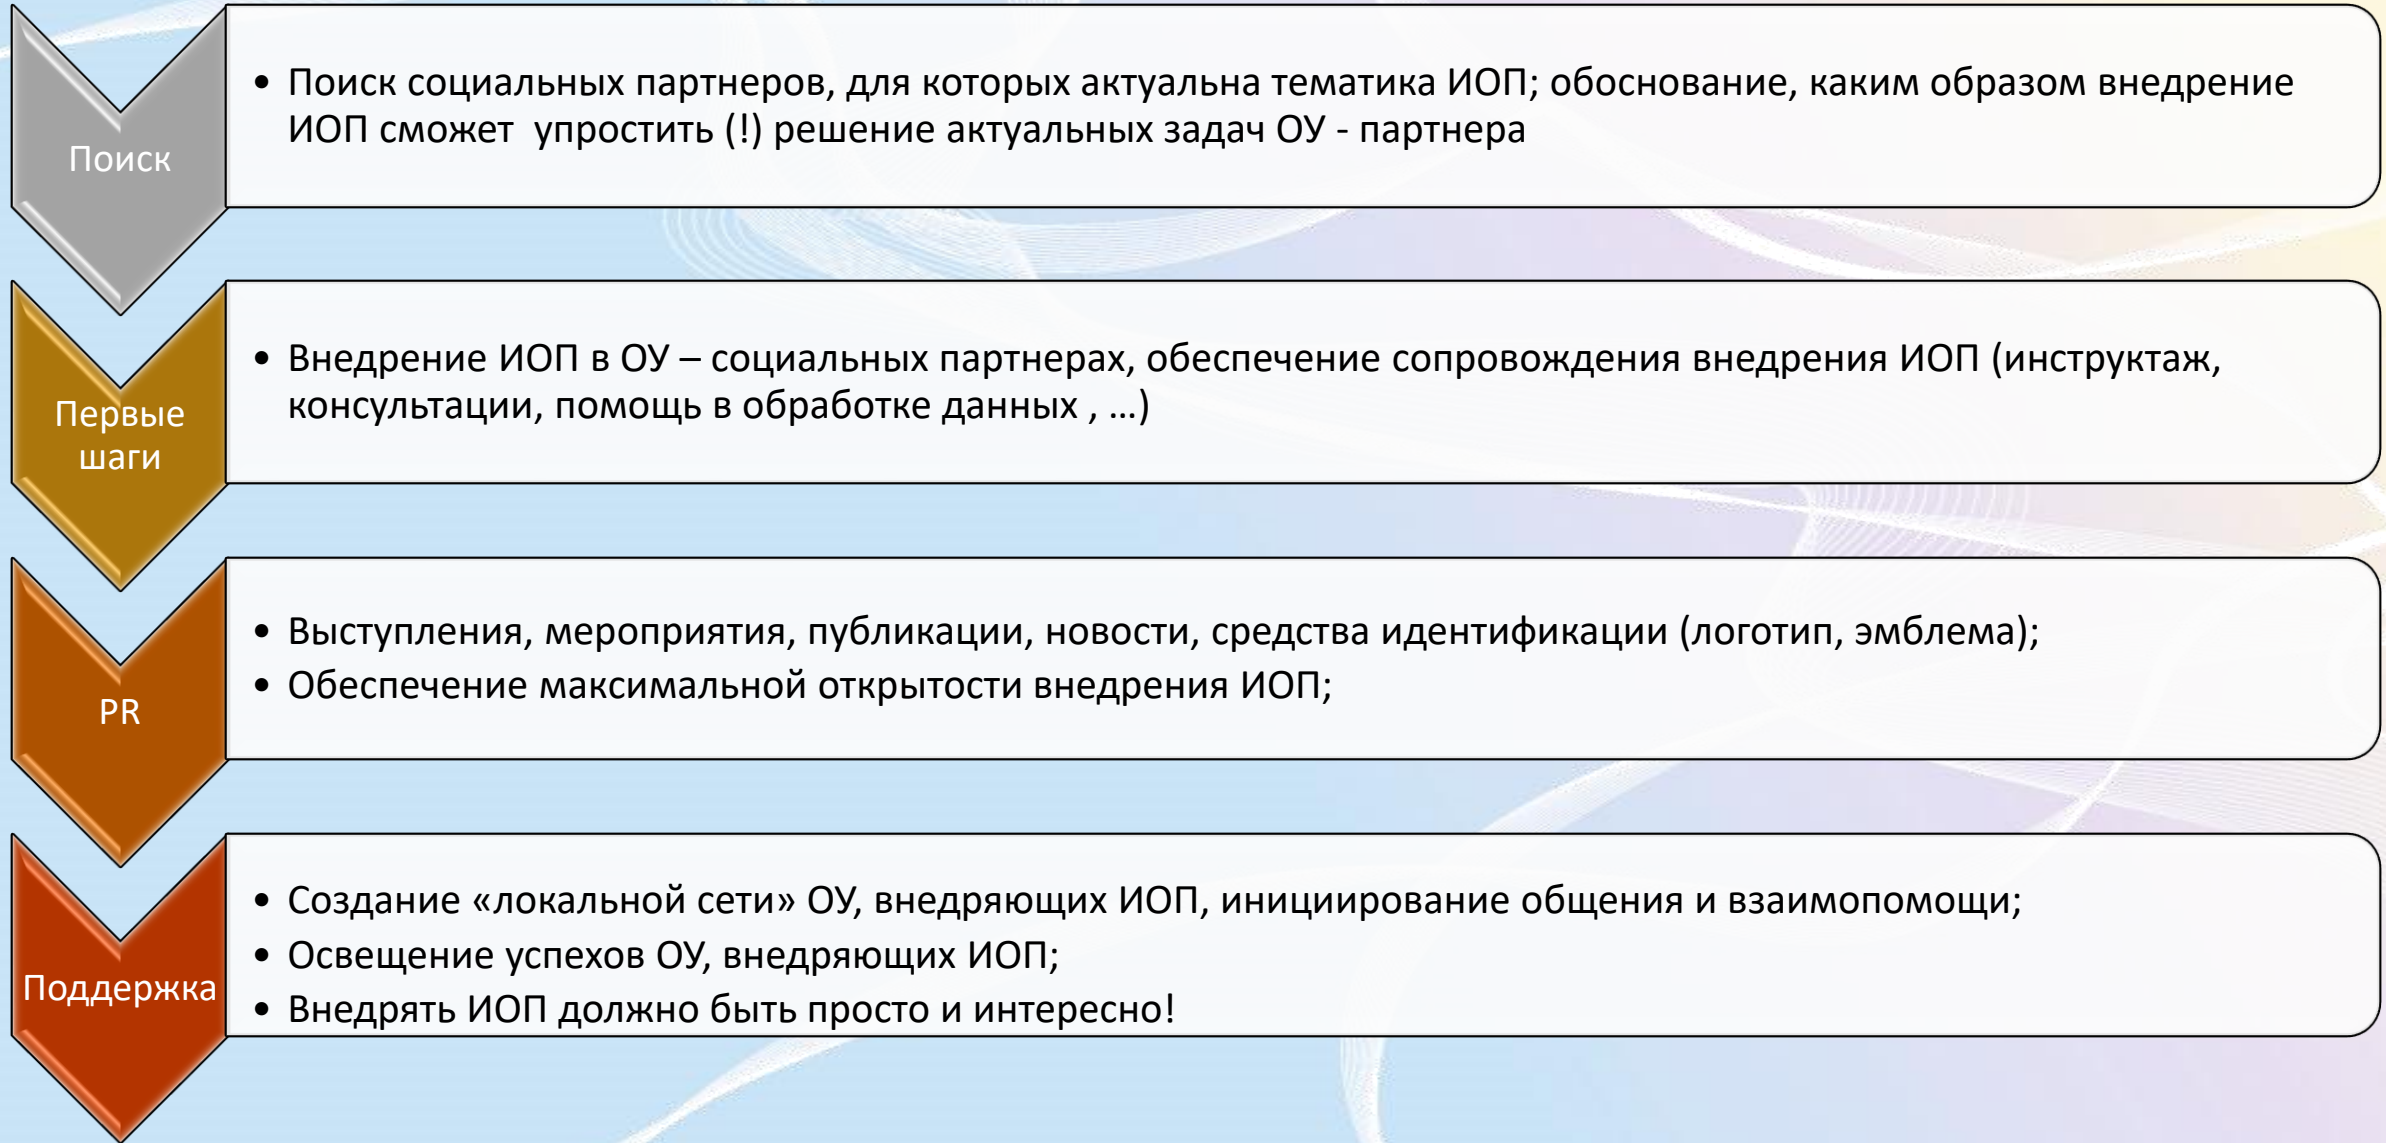 Поиск
• Поиск социальных партнеров, для которых актуальна тематика ИОП; обоснование, каким образом внедрение
ИОП сможет  упростить (!) решение актуальных задач ОУ - партнера
Первые
шаги
• Внедрение ИОП в ОУ – социальных партнерах, обеспечение сопровождения внедрения ИОП (инструктаж,
консультации, помощь в обработке данных , …)
PR
• Выступления, мероприятия, публикации, новости, средства идентификации (логотип, эмблема);
• Обеспечение максимальной открытости внедрения ИОП;
Поддержка
• Создание «локальной сети» ОУ, внедряющих ИОП, инициирование общения и взаимопомощи;
• Освещение успехов ОУ, внедряющих ИОП;
• Внедрять ИОП должно быть просто и интересно!